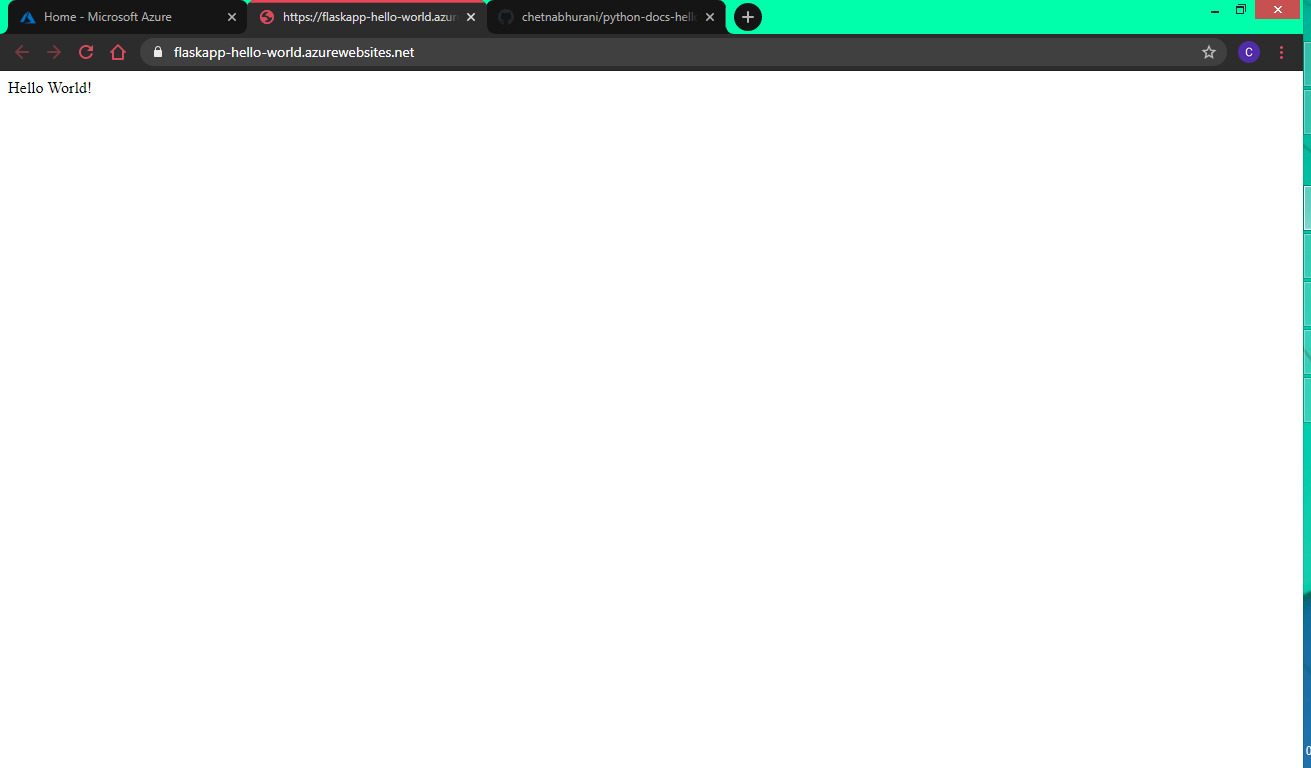 Home - Microsoft Azure
https://flaskapp-hello-world.azur
chetnabhurani/python-docs-hell
flaskapp-hello-world.azurewebsites.net
C
Hello World!
0